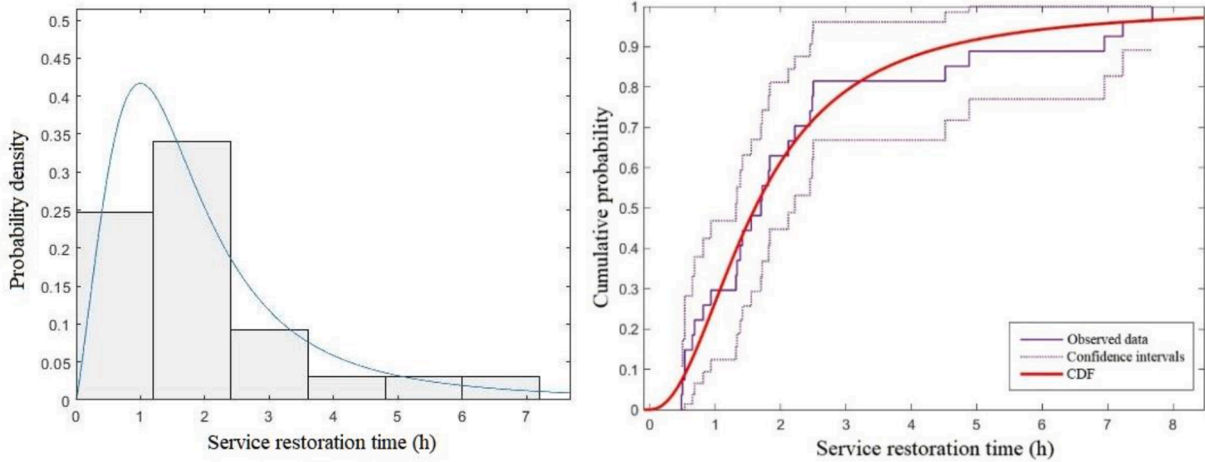 0.5
0.45
0.4
0.35
0.3
0.25
0.2
0.15
0.1
0.05
0
Probability density
0 1 2 3 4 5 6 7
Service restoration time (h)
1
0.9
0.8
0.7
0.6
0.5
0.4
0.3
0.2
0.1
0
Cumulative probability
Observed data
Confidence intervals
CDF
0 1 2 3 4 5 6 7 8
Service restoration time (h)